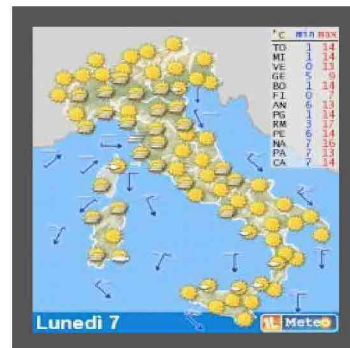 °C min max
TO 1 14
MI 1 14
VE 0 13
GE 5 9
BO 1 14
FI 0 7
AN 6 13
PG 1 14
RM 3 17
PE 6 14
NA 7 16
PA 7 13
CA 7 14
Lunedì 7
iL Meteo